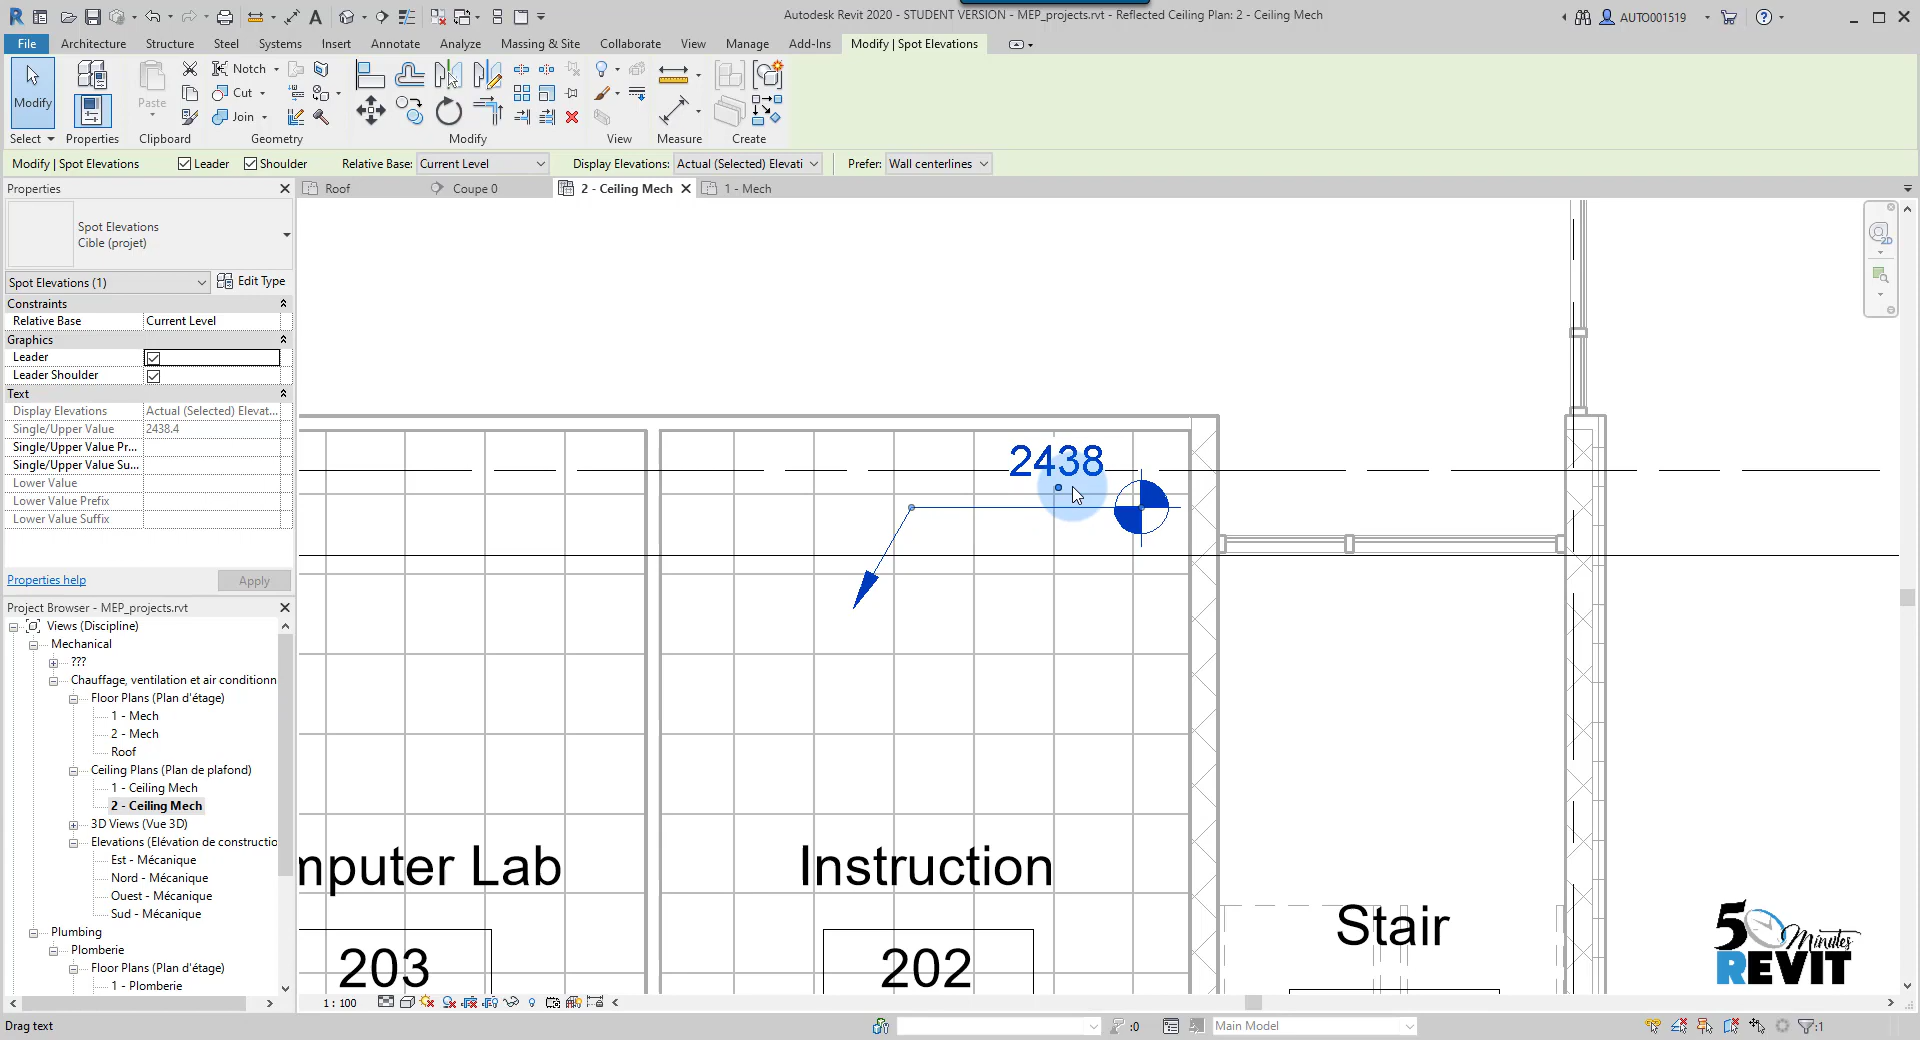 Autodesk Revit 2020 - STUDENT VERSION - MEP_projects.rvt - Reflected Ceiling Plan: 2 - Ceiling Mech
AUTO001519
File Architecture Structure Steel Systems Insert Annotate Analyze Massing & Site Collaborate View Manage Add-Ins Modify | Spot Elevations
Modify
Paste
Notch
Cut
Join
Select Properties Clipboard Geometry Modify View Measure Create
Modify | Spot Elevations Leader Shoulder Relative Base: Current Level Display Elevations: Actual (Selected) Elevati Prefer: Wall centerlines
Properties
Roof Coupe 0 2 - Ceiling Mech 1 - Mech
Spot Elevations
Cible (projet)
Spot Elevations (1) Edit Type
Constraints
Relative Base Current Level
Graphics
Leader
Leader Shoulder
Text
Display Elevations Actual (Selected) Elevat...
Single/Upper Value 2438.4
Single/Upper Value Pr...
Single/Upper Value Su...
Lower Value
Lower Value Prefix
Lower Value Suffix
Properties help Apply
Project Browser - MEP_projects.rvt
Views (Discipline)
Mechanical
???
Chauffage, ventilation et air conditionn
Floor Plans (Plan d'étage)
1 - Mech
2 - Mech
Roof
Ceiling Plans (Plan de plafond)
1 - Ceiling Mech
2 - Ceiling Mech
3D Views (Vue 3D)
Elevations (Elévation de constructio
Est - Mécanique
Nord - Mécanique
Ouest - Mécanique
Sud - Mécanique
Plumbing
Plomberie
Floor Plans (Plan d'étage)
1 - Plomberie
2438
mputer Lab
203
Instruction
202
Stair
5 Minutes
REVIT
2D
1 : 100
Drag text
:0
Main Model
:1